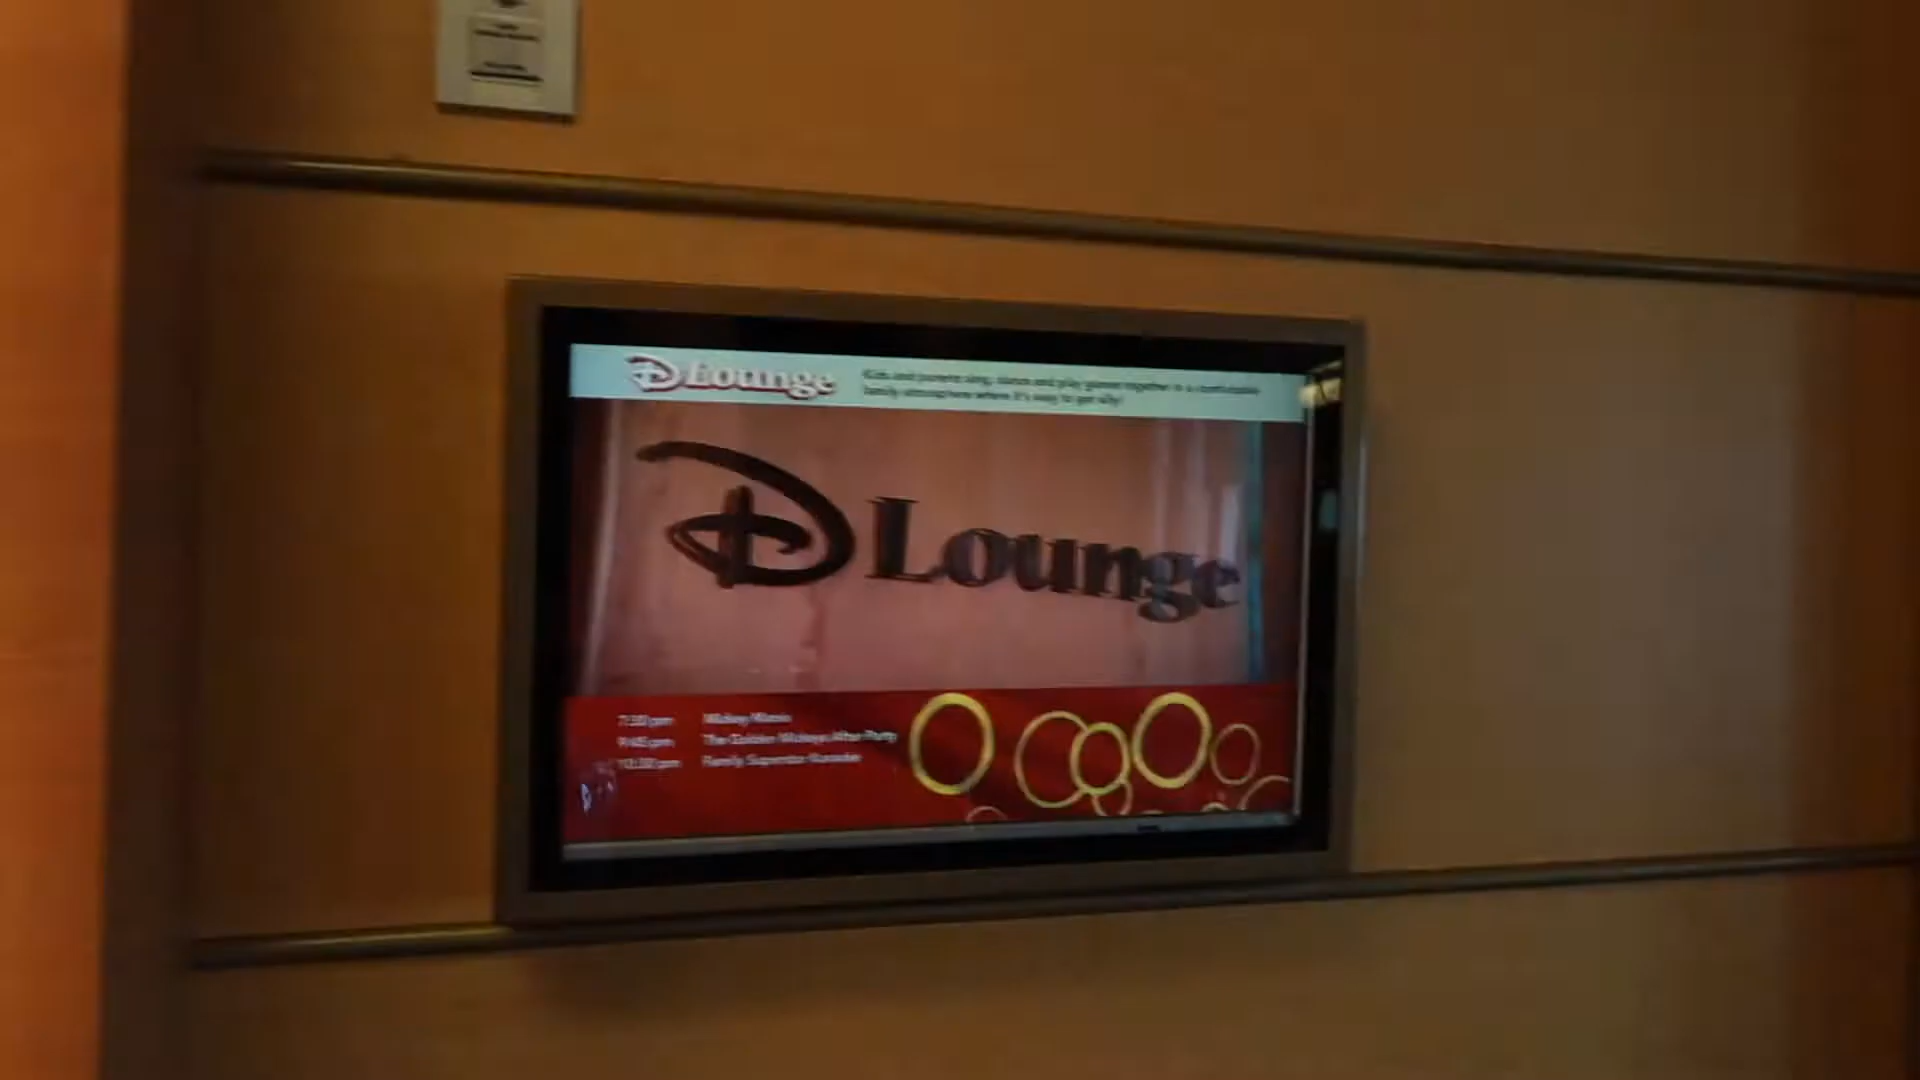 D Lounge
Kids and parents sing, dance and play games together in a comfortable
family atmosphere where it's easy to get silly!
D Lounge
7:30 pm Mickey Mania
9:45 pm The Golden Mickeys After Party
10:30 pm Family Superstar Karaoke